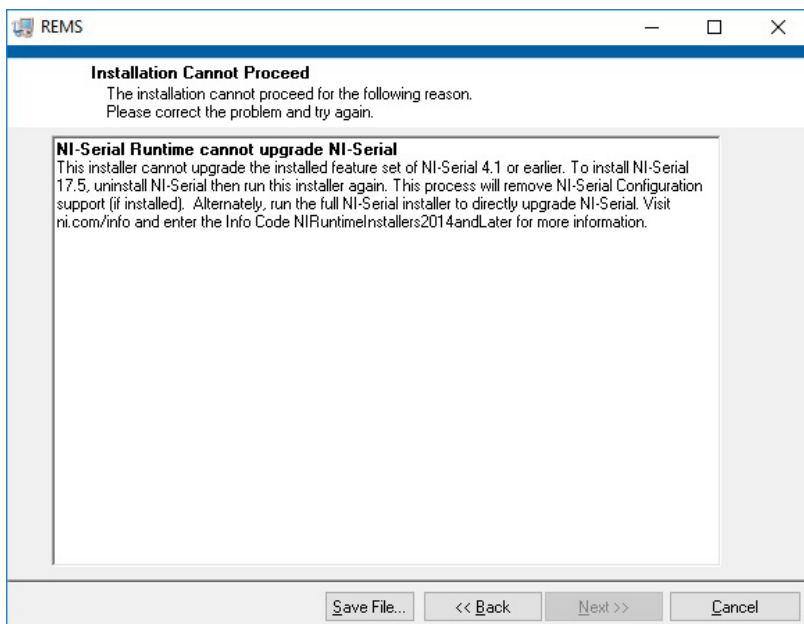 REMS
Installation Cannot Proceed
The installation cannot proceed for the following reason.
Please correct the problem and try again.
NI-Serial Runtime cannot upgrade NI-Serial
This installer cannot upgrade the installed feature set of NI-Serial 4.1 or earlier. To install NI-Serial
17.5, uninstall NI-Serial then run this installer again. This process will remove NI-Serial Configuration
support (if installed).  Alternately, run the full NI-Serial installer to directly upgrade NI-Serial. Visit
ni.com/info and enter the Info Code NIRuntimeInstallers2014andLater for more information.
Save File... << Back Next >> Cancel